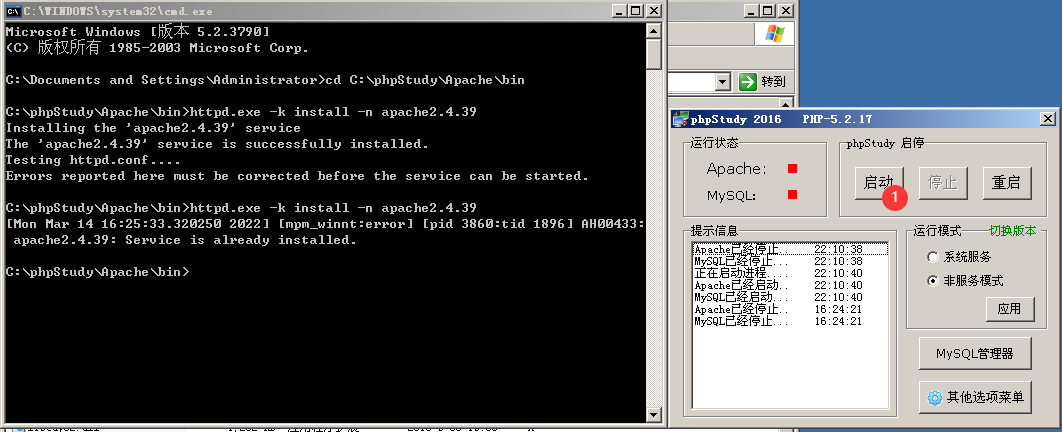 C:\WINDOWS\system32\cmd.exe
Microsoft Windows [版本 5.2.3790]
(C) 版权所有 1985-2003 Microsoft Corp.
C:\Documents and Settings\Administrator>cd C:\phpStudy\Apache\bin
C:\phpStudy\Apache\bin>httpd.exe -k install -n apache2.4.39
Installing the 'apache2.4.39' service
The 'apache2.4.39' service is successfully installed.
Testing httpd.conf....
Errors reported here must be corrected before the service can be started.
C:\phpStudy\Apache\bin>httpd.exe -k install -n apache2.4.39
[Mon Mar 14 16:25:33.320250 2022] [mpm_winnt:error] [pid 3860:tid 1896] AH00433:
 apache2.4.39: Service is already installed.
C:\phpStudy\Apache\bin>
转到
phpStudy 2016 PHP-5.2.17
运行状态
Apache:
MySQL:
phpStudy 启停
启动
停止
重启
1
提示信息
Apache已经停止... 22:10:38
MySQL已经停止... 22:10:38
正在启动进程.... 22:10:40
Apache已经启动... 22:10:40
MySQL已经启动... 22:10:40
Apache已经停止... 16:24:21
MySQL已经停止... 16:24:21
运行模式 切换版本
系统服务
非服务模式
应用
MySQL管理器
其他选项菜单